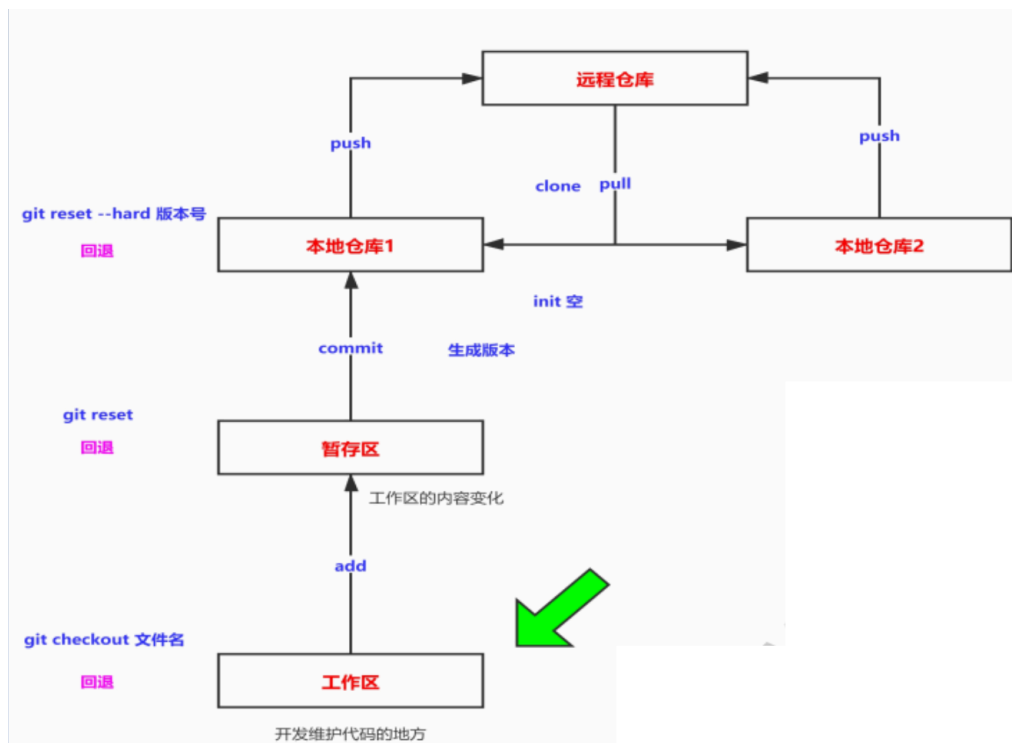 远程仓库
push
push
clone
pull
git reset --hard 版本号
回退
本地仓库1
本地仓库2
init 空
commit
生成版本
git reset
回退
暂存区
工作区的内容变化
add
git checkout 文件名
回退
工作区
开发维护代码的地方